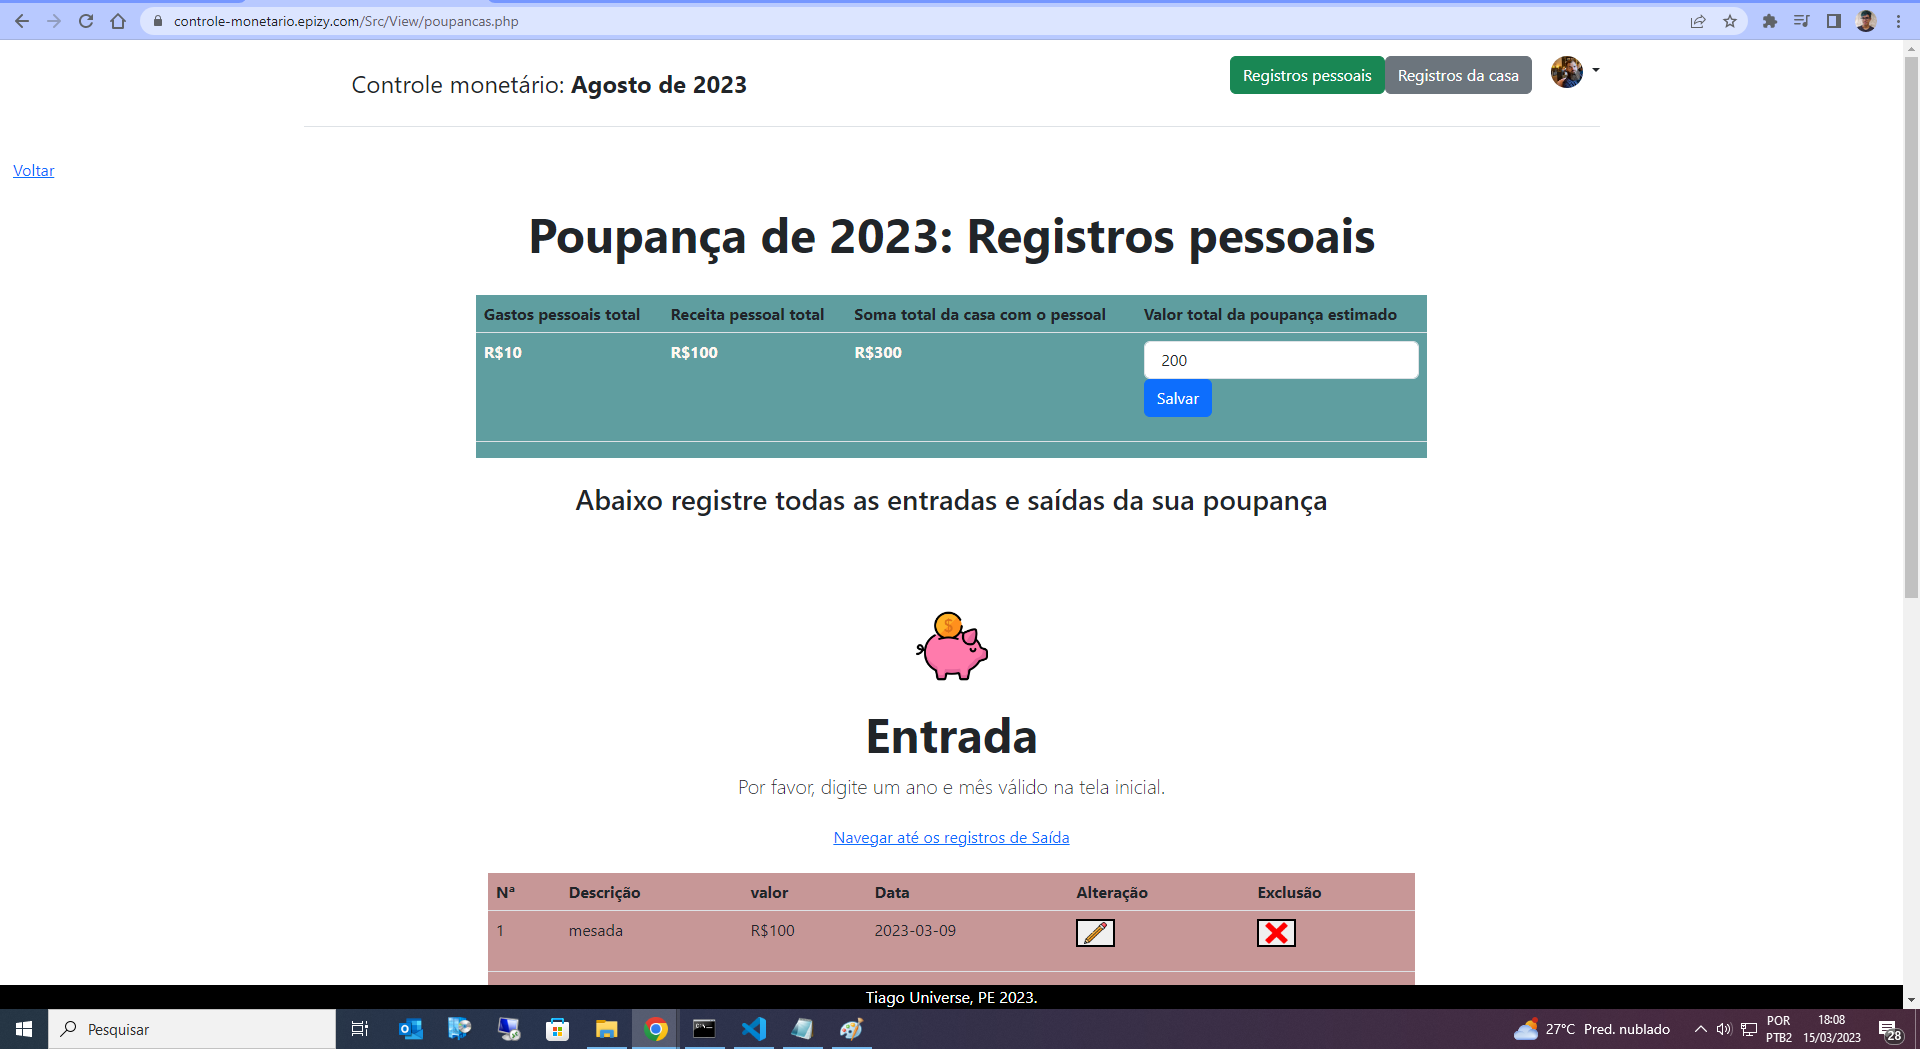 controle-monetario.epizy.com/Src/View/poupancas.php
Controle monetário: Agosto de 2023
Registros pessoais
Registros da casa
Voltar
Poupança de 2023: Registros pessoais
Gastos pessoais total Receita pessoal total Soma total da casa com o pessoal Valor total da poupança estimado
R$10 R$100 R$300 200
Salvar
Abaixo registre todas as entradas e saídas da sua poupança
Entrada
Por favor, digite um ano e mês válido na tela inicial.
Navegar até os registros de Saída
Nª Descrição valor Data Alteração Exclusão
1 mesada R$100 2023-03-09
Tiago Universe, PE 2023.
Pesquisar
27°C Pred. nublado
POR
PTB2
18:08
15/03/2023
28